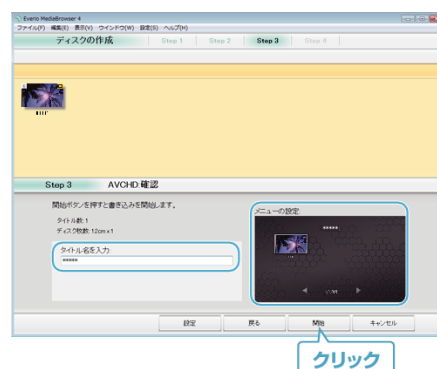 Everio MediaBrowser 4
ファイル(F) 編集(E) 表示(V) ウインドウ(W) 設定(S) ヘルプ(H)
ディスクの作成 Step 1 Step 2 Step 3 Step 4
Step 3 AVCHD:確認
開始ボタンを押すと書き込みを開始します。
タイトル数: 1
ディスク枚数: 12cm x 1
タイトル名を入力:
*****
メニューの設定
*****
設定 戻る 開始 キャンセル
クリック